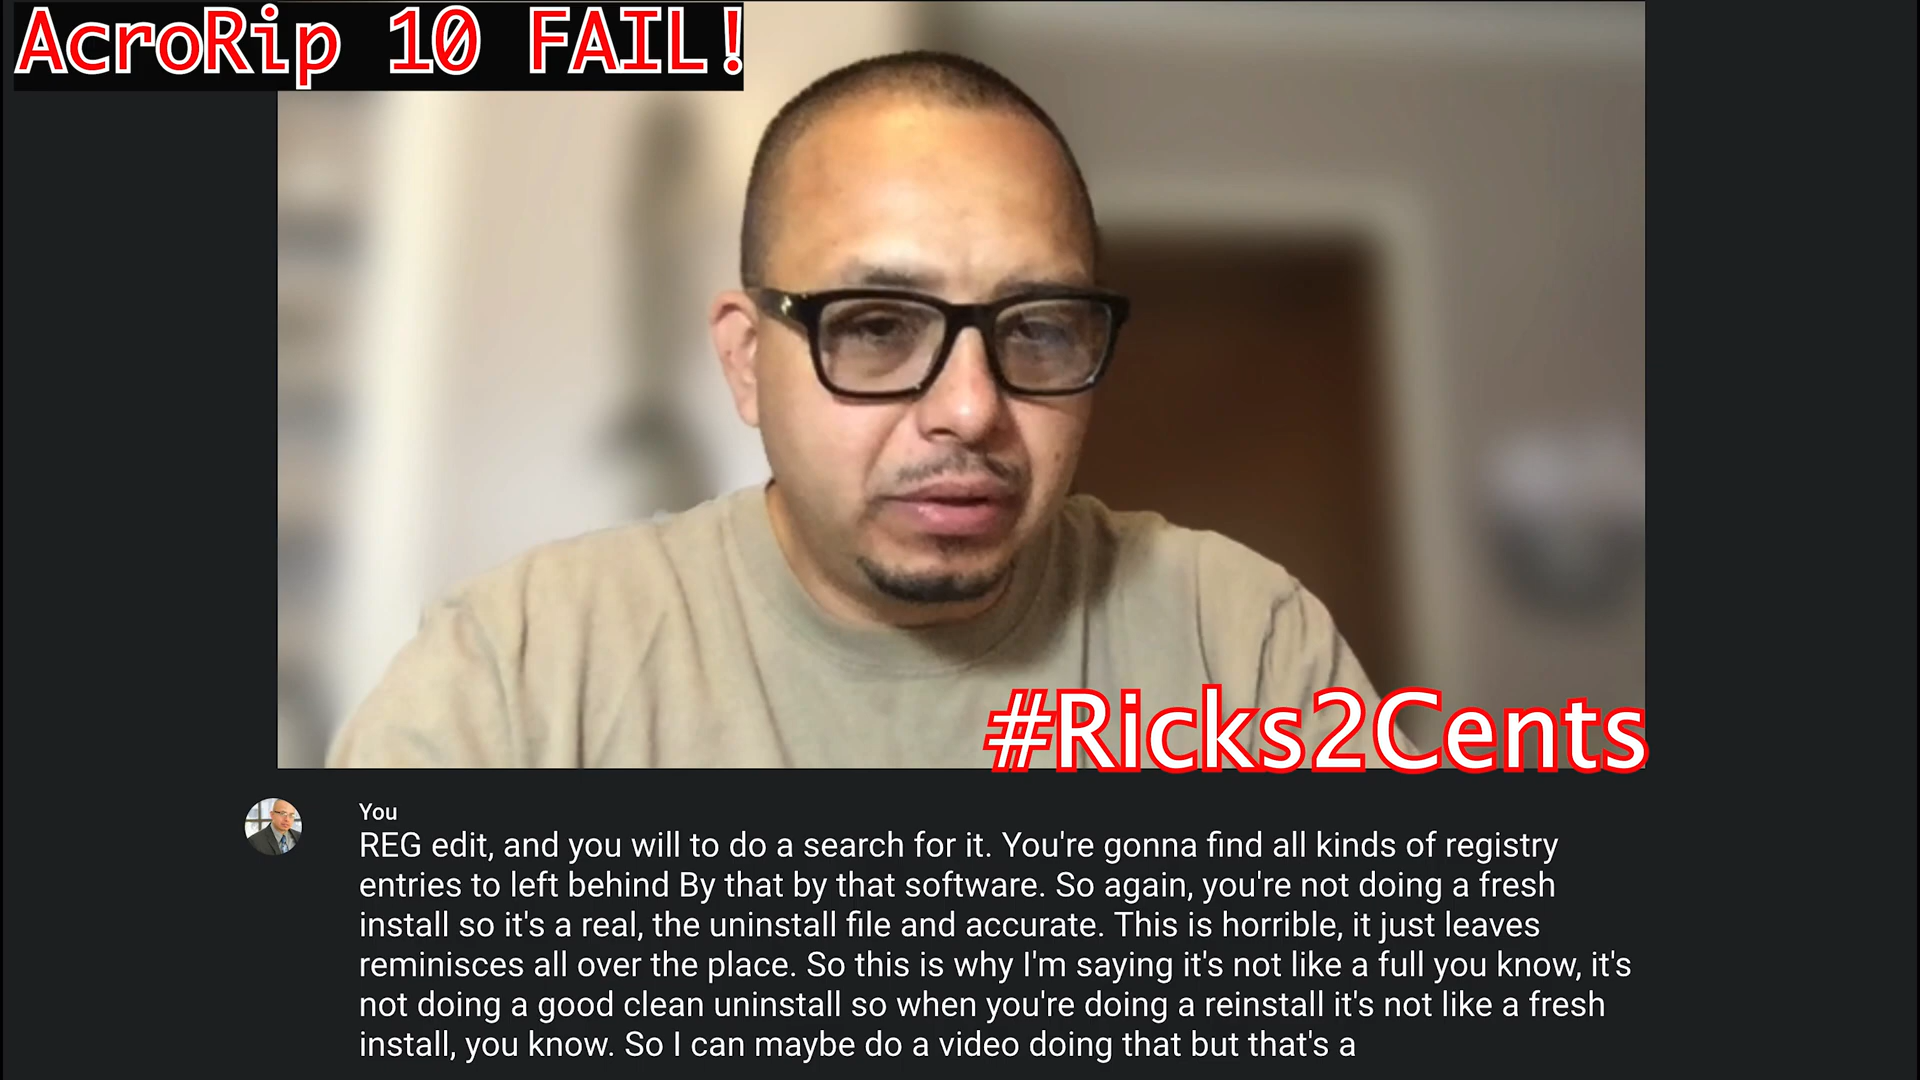 AcroRip 10 FAIL!
#Ricks2Cents
You
REG edit, and you will to do a search for it. You're gonna find all kinds of registry
entries to left behind By that by that software. So again, you're not doing a fresh
install so it's a real, the uninstall file and accurate. This is horrible, it just leaves
reminisces all over the place. So this is why I'm saying it's not like a full you know, it's
not doing a good clean uninstall so when you're doing a reinstall it's not like a fresh
install, you know. So I can maybe do a video doing that but that's a